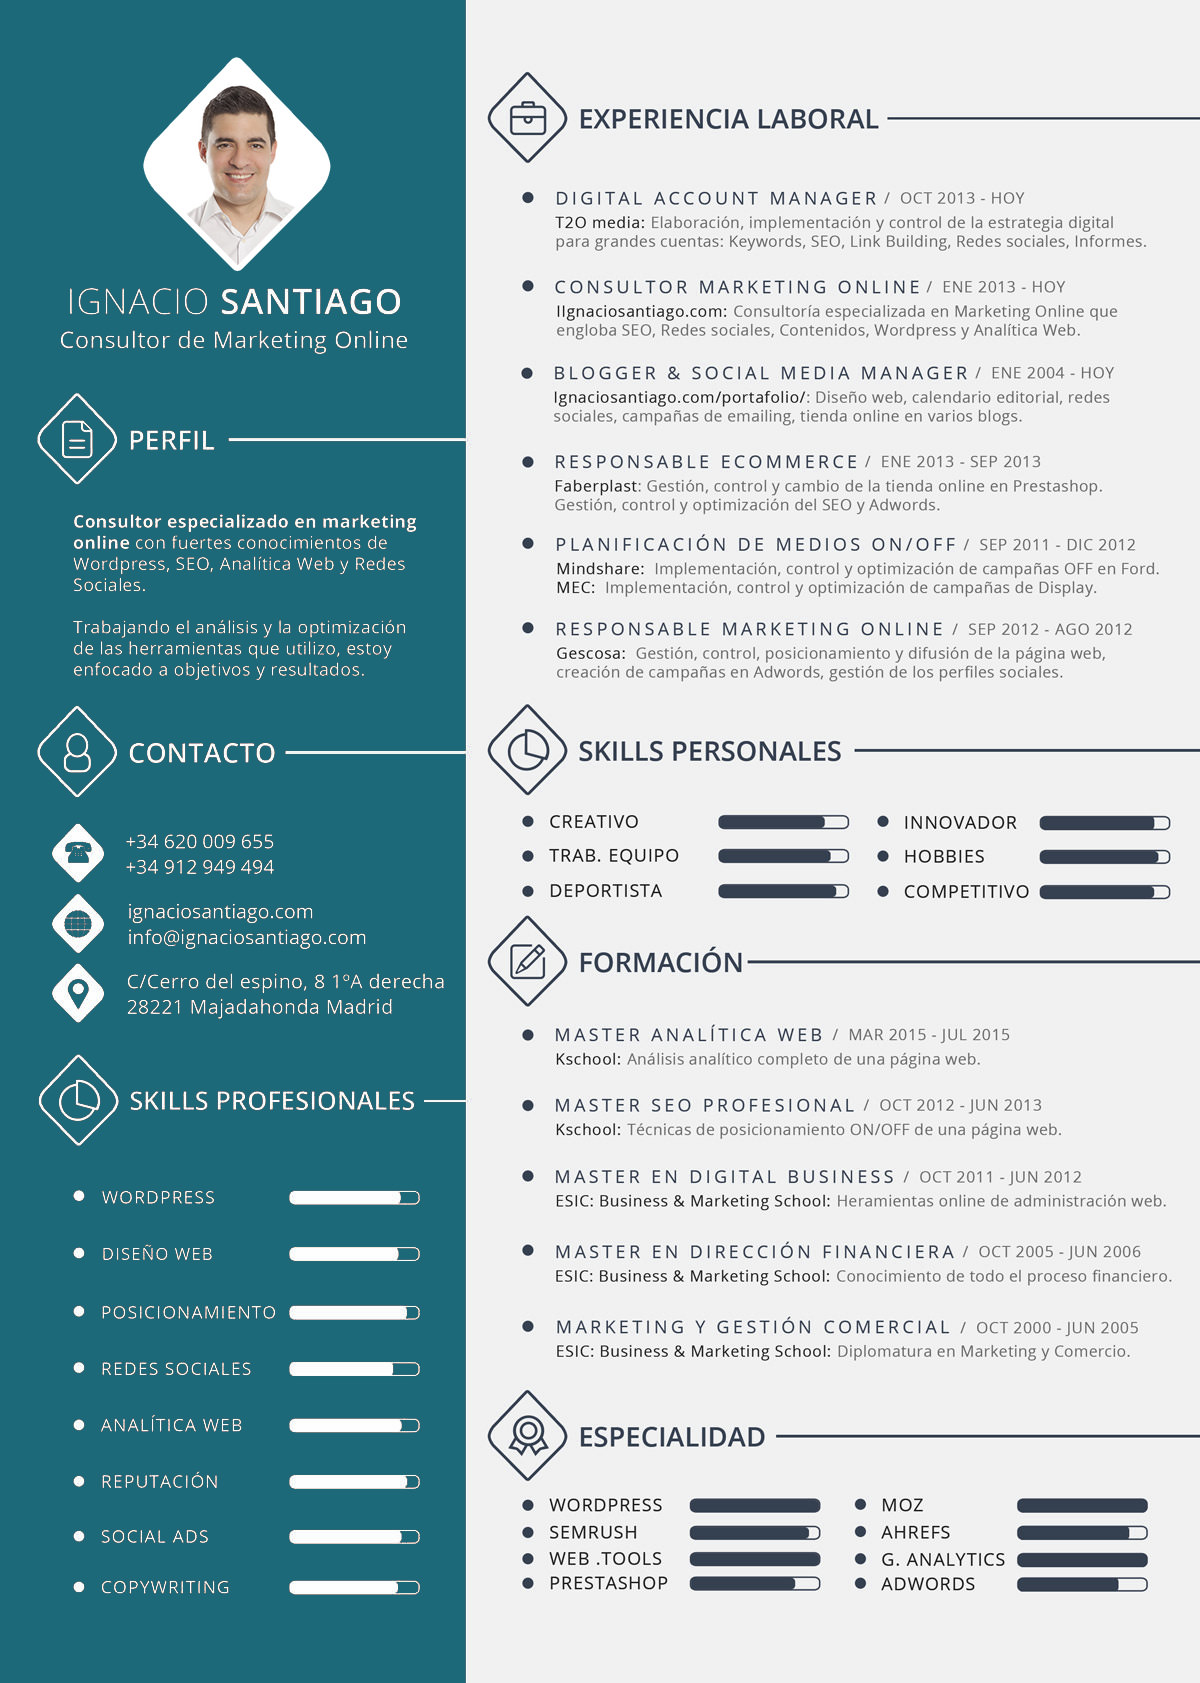 IGNACIO SANTIAGO
Consultor de Marketing Online
PERFIL
Consultor especializado en marketing
online con fuertes conocimientos de
Wordpress, SEO, Analítica Web y Redes
Sociales.
Trabajando el análisis y la optimización
de las herramientas que utilizo, estoy
enfocado a objetivos y resultados.
CONTACTO
+34 620 009 655
+34 912 949 494
ignaciosantiago.com
info@ignaciosantiago.com
C/Cerro del espino, 8 1ºA derecha
28221 Majadahonda Madrid
SKILLS PROFESIONALES
WORDPRESS
DISEÑO WEB
POSICIONAMIENTO
REDES SOCIALES
ANALÍTICA WEB
REPUTACIÓN
SOCIAL ADS
COPYWRITING
EXPERIENCIA LABORAL
DIGITAL ACCOUNT MANAGER / OCT 2013 - HOY
T2O media: Elaboración, implementación y control de la estrategia digital
para grandes cuentas: Keywords, SEO, Link Building, Redes sociales, Informes.
CONSULTOR MARKETING ONLINE / ENE 2013 - HOY
IIgnaciosantiago.com: Consultoría especializada en Marketing Online que
engloba SEO, Redes sociales, Contenidos, Wordpress y Analítica Web.
BLOGGER & SOCIAL MEDIA MANAGER / ENE 2004 - HOY
Ignaciosantiago.com/portafolio/: Diseño web, calendario editorial, redes
sociales, campañas de emailing, tienda online en varios blogs.
RESPONSABLE ECOMMERCE / ENE 2013 - SEP 2013
Faberplast: Gestión, control y cambio de la tienda online en Prestashop.
Gestión, control y optimización del SEO y Adwords.
PLANIFICACIÓN DE MEDIOS ON/OFF / SEP 2011 - DIC 2012
Mindshare: Implementación, control y optimización de campañas OFF en Ford.
MEC: Implementación, control y optimización de campañas de Display.
RESPONSABLE MARKETING ONLINE / SEP 2012 - AGO 2012
Gescosa: Gestión, control, posicionamiento y difusión de la página web,
creación de campañas en Adwords, gestión de los perfiles sociales.
SKILLS PERSONALES
CREATIVO
INNOVADOR
TRAB. EQUIPO
HOBBIES
DEPORTISTA
COMPETITIVO
FORMACIÓN
MASTER ANALÍTICA WEB / MAR 2015 - JUL 2015
Kschool: Análisis analítico completo de una página web.
MASTER SEO PROFESIONAL / OCT 2012 - JUN 2013
Kschool: Técnicas de posicionamiento ON/OFF de una página web.
MASTER EN DIGITAL BUSINESS / OCT 2011 - JUN 2012
ESIC: Business & Marketing School: Heramientas online de administración web.
MASTER EN DIRECCIÓN FINANCIERA / OCT 2005 - JUN 2006
ESIC: Business & Marketing School: Conocimiento de todo el proceso financiero.
MARKETING Y GESTIÓN COMERCIAL / OCT 2000 - JUN 2005
ESIC: Business & Marketing School: Diplomatura en Marketing y Comercio.
ESPECIALIDAD
WORDPRESS
MOZ
SEMRUSH
AHREFS
WEB .TOOLS
G. ANALYTICS
PRESTASHOP
ADWORDS